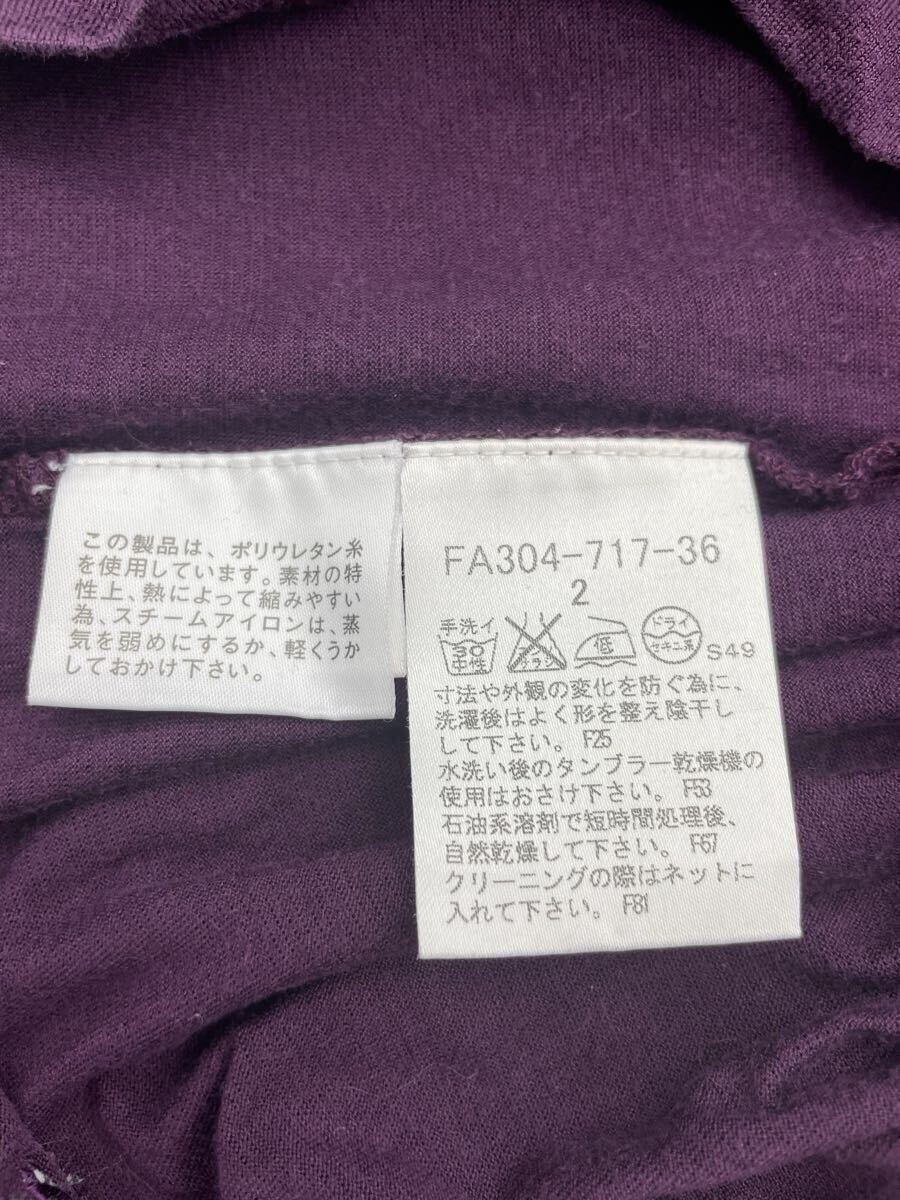 この製品は、ポリウレタン糸
を使用しています。素材の特
性上、熱によって縮みやすい
為、スチームアイロンは、蒸
気を弱めにするか、軽くうか
しておかけ下さい。
FA304-717-36
2
手洗イ
30
中性
サラシ
低
ドライ
セキユ系
S49
寸法や外観の変化を防ぐ為に、
洗濯後はよく形を整え陰干し
して下さい。 F25
水洗い後のタンブラー乾燥機の
使用はおさけ下さい。 F53
石油系溶剤で短時間処理後、
自然乾燥して下さい。 F67
クリーニングの際はネットに
入れて下さい。 F81